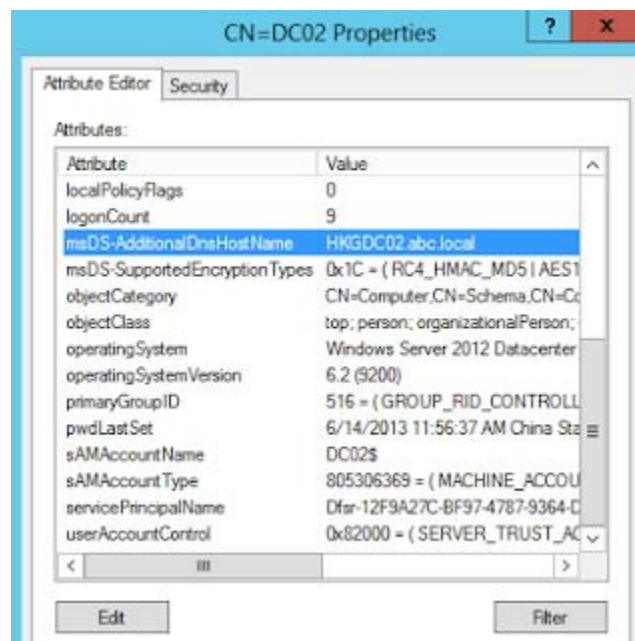 CN=DC02 Properties
? x
Attribute Editor Security
Attributes:
Attribute Value
localPolicyFlags 0
logonCount 9
msDS-AdditionalDnsHostName HKGDC02.abc.local
msDS-SupportedEncryptionTypes 0x1C = ( RC4_HMAC_MD5 | AES1
objectCategory CN=Computer,CN=Schema,CN=Cc
objectClass top; person; organizationalPerson;
operatingSystem Windows Server 2012 Datacenter
operatingSystemVersion 6.2 (9200)
primaryGroupID 516 = ( GROUP_RID_CONTROLL
pwdLastSet 6/14/2013 11:56:37 AM China Sta
sAMAccountName DC02$
sAMAccountType 805306369 = ( MACHINE_ACCOU
servicePrincipalName Dfsr-12F9A27C-BF97-4787-9364-D
userAccountControl 0x82000 = ( SERVER_TRUST_AC
Edit Filter